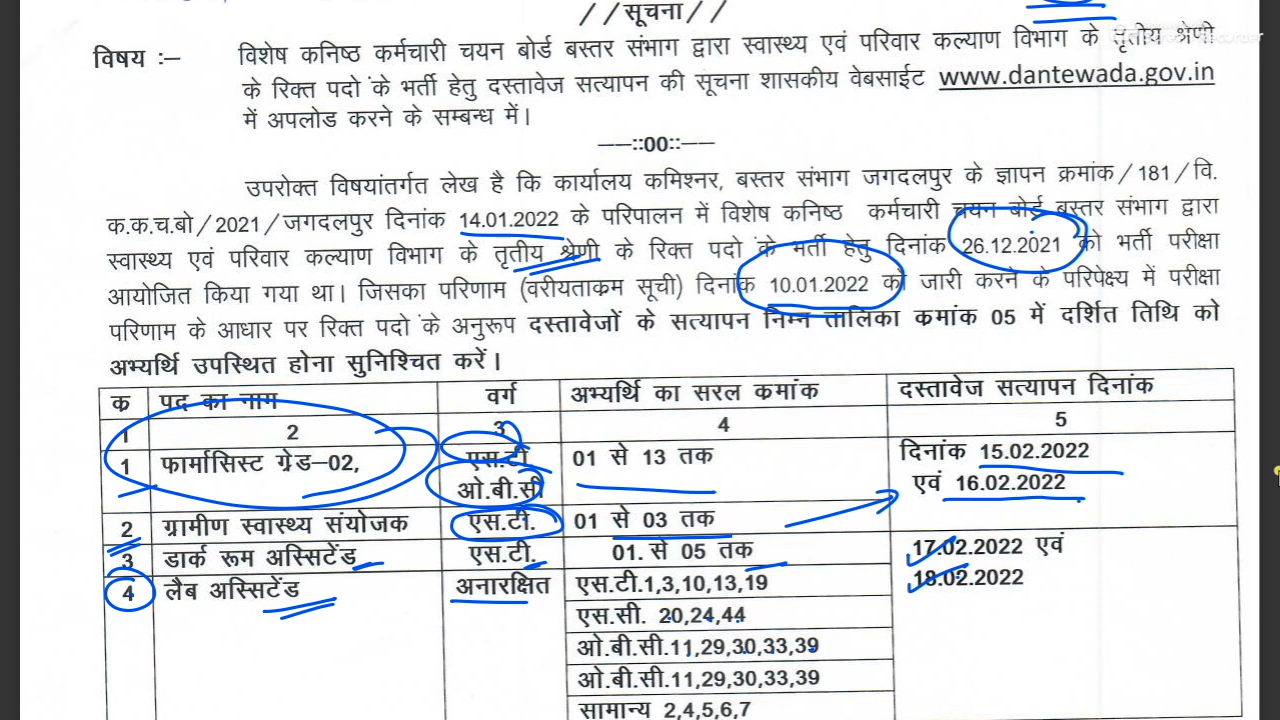 //सूचना//
विषय :— विशेष कनिष्ठ कर्मचारी चयन बोर्ड बस्तर संभाग द्वारा स्वास्थ्य एवं परिवार कल्याण विभाग के तृतीय श्रेणी
के रिक्त पदो के भर्ती हेतु दस्तावेज सत्यापन की सूचना शासकीय वेबसाईट www.dantewada.gov.in
में अपलोड करने के सम्बन्ध में।
——::00::——
उपरोक्त विषयांतर्गत लेख है कि कार्यालय कमिश्नर, बस्तर संभाग जगदलपुर के ज्ञापन क्रमांक/181/वि.
क.क.च.बो/2021/जगदलपुर दिनांक 14.01.2022 के परिपालन में विशेष कनिष्ठ कर्मचारी चयन बोर्ड बस्तर संभाग द्वारा
स्वास्थ्य एवं परिवार कल्याण विभाग के तृतीय श्रेणी के रिक्त पदो के भर्ती हेतु दिनांक 26.12.2021 को भर्ती परीक्षा
आयोजित किया गया था। जिसका परिणाम (वरीयताक्रम सूची) दिनांक 10.01.2022 को जारी करने के परिपेक्ष्य में परीक्षा
परिणाम के आधार पर रिक्त पदो के अनुरूप दस्तावेजों के सत्यापन निम्न तालिका कमांक 05 में दर्शित तिथि को
अभ्यर्थि उपस्थित होना सुनिश्चित करें।
क पद का नाम वर्ग अभ्यर्थि का सरल कमांक दस्तावेज सत्यापन दिनांक
1 2 3 4 5
1 फार्मासिस्ट ग्रेड–02, एस.टी 01 से 13 तक दिनांक 15.02.2022
ओ.बी.सी एवं 16.02.2022
2 ग्रामीण स्वास्थ्य संयोजक एस.टी. 01 से 03 तक
3 डार्क रूम अस्सिटेंड एस.टी. 01. से 05 तक 17.02.2022 एवं
4 लैब अस्सिटेंड अनारक्षित एस.टी.1,3,10,13,19 18.02.2022
एस.सी. 20,24,44
ओ.बी.सी.11,29,30,33,39
ओ.बी.सी.11,29,30,33,39
सामान्य 2,4,5,6,7